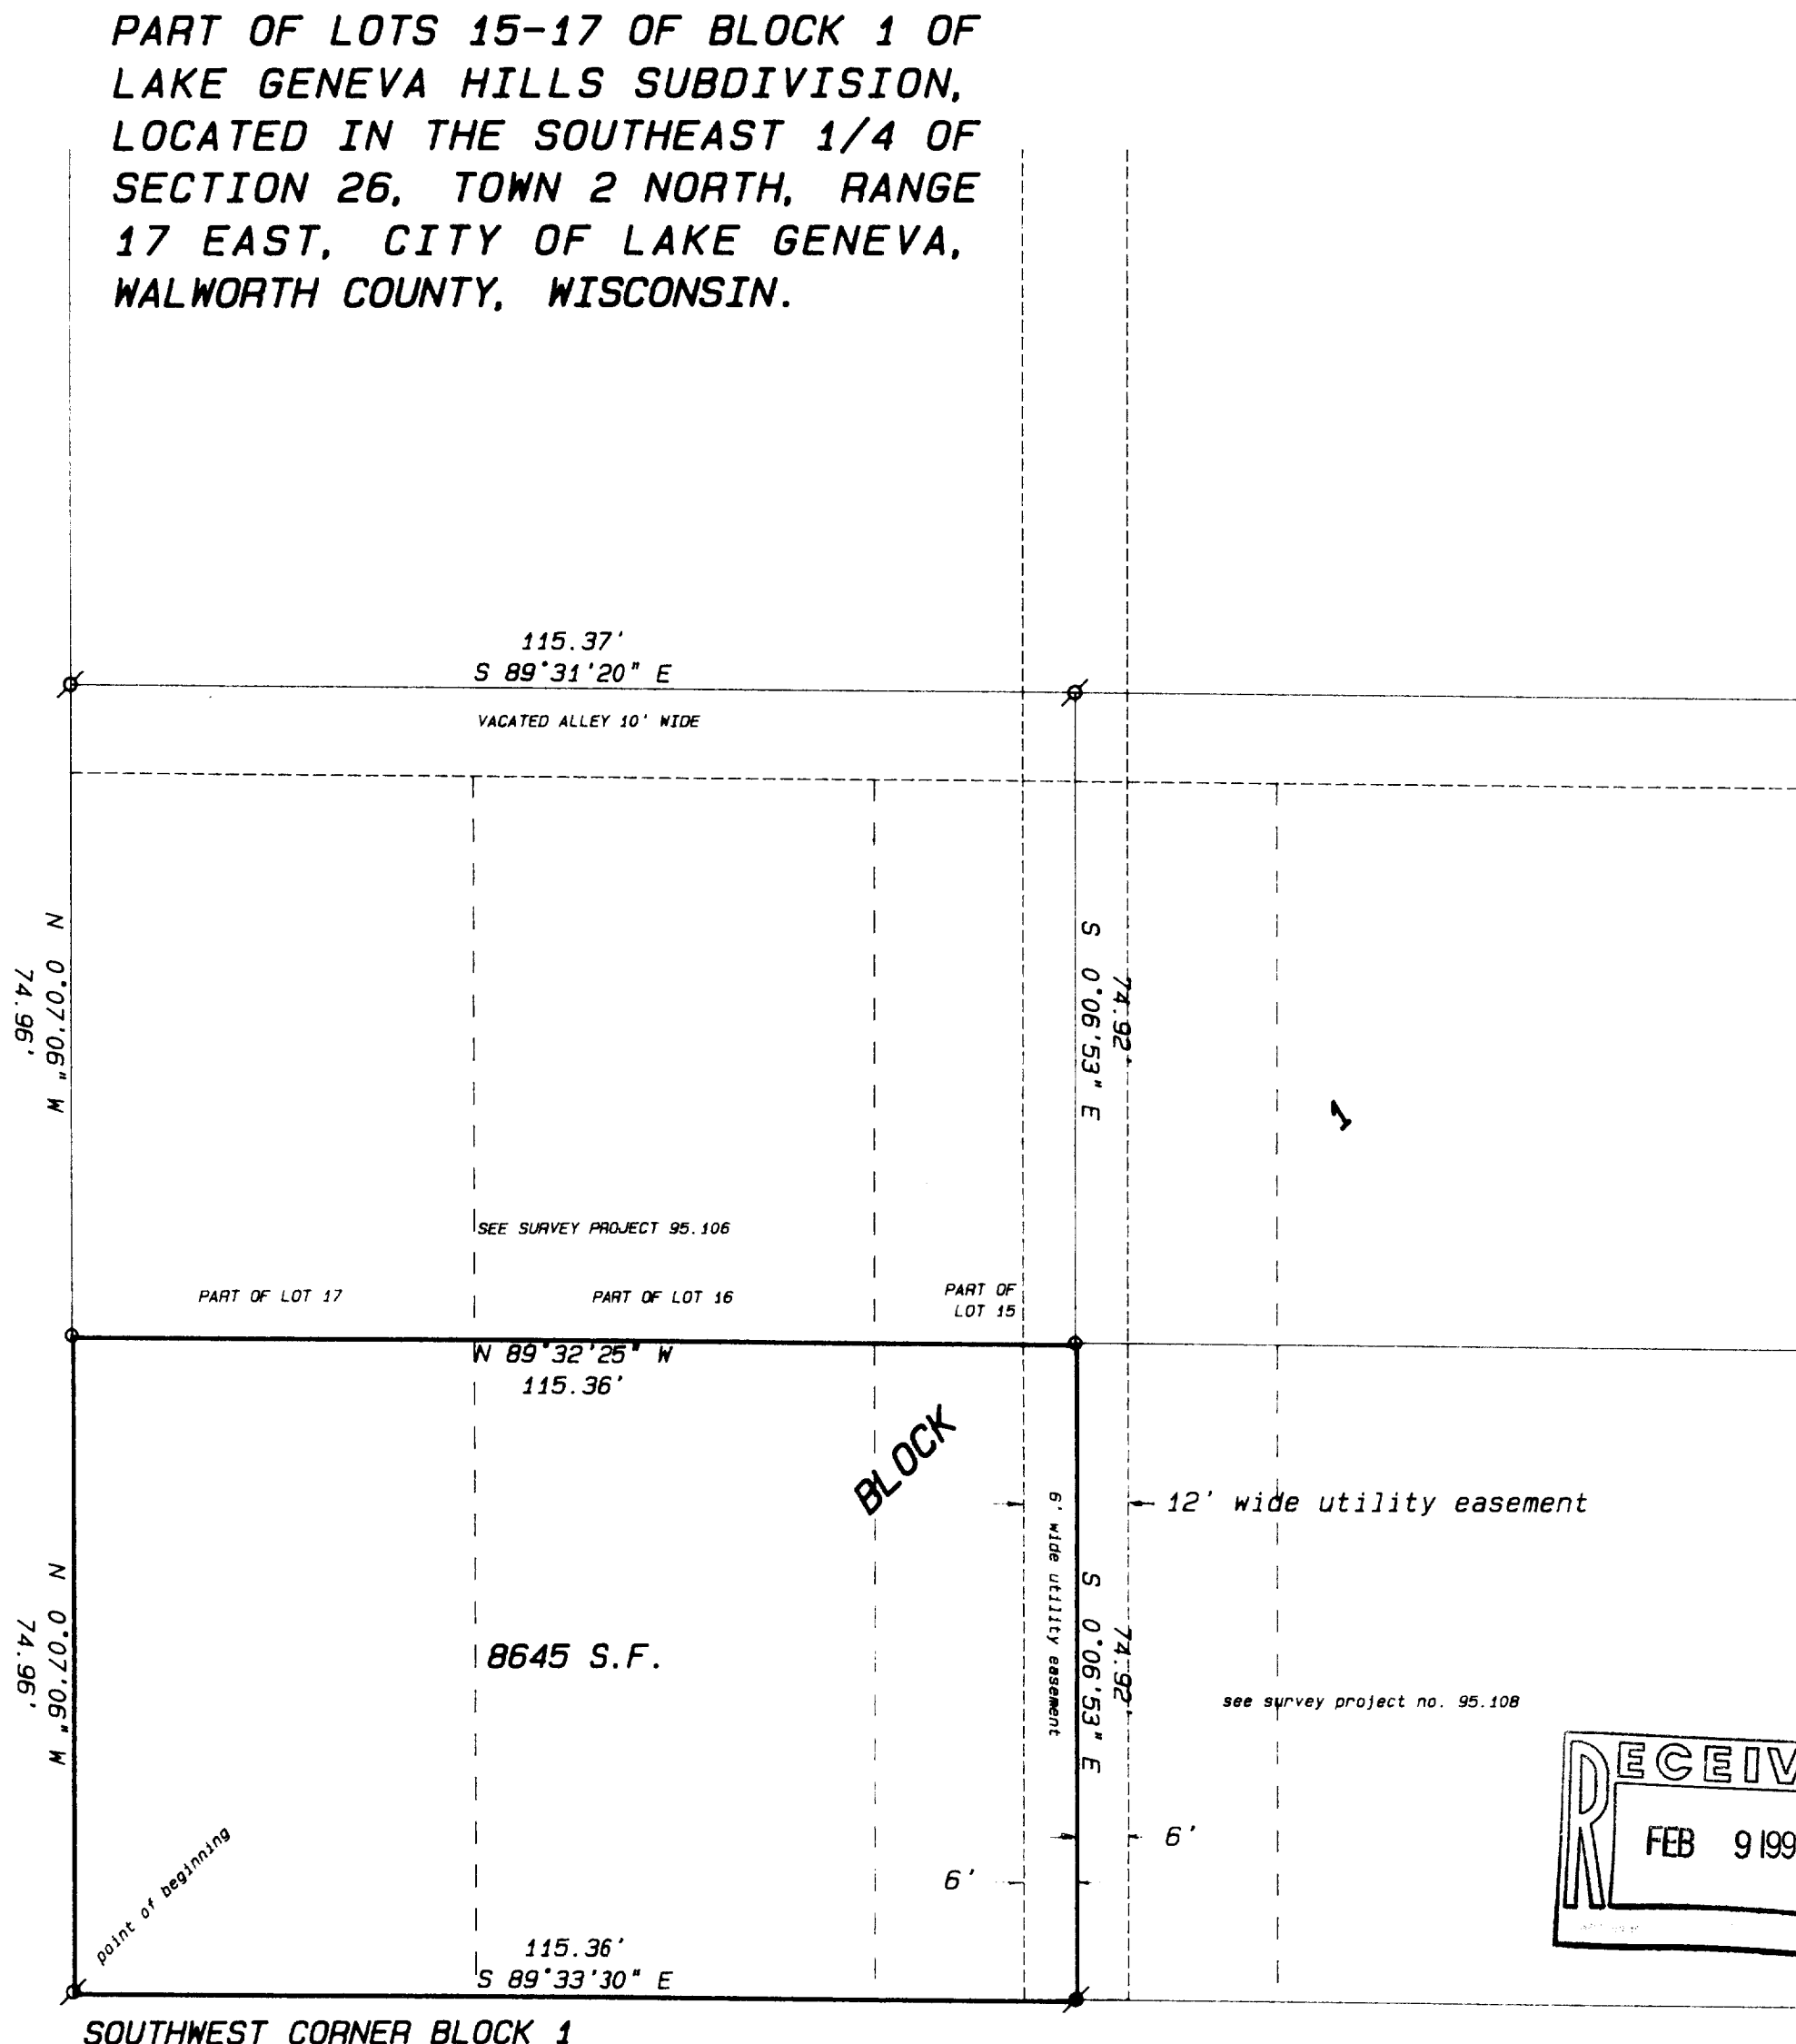 PART OF LOTS 15-17 OF BLOCK 1 OF
LAKE GENEVA HILLS SUBDIVISION,
LOCATED IN THE SOUTHEAST 1/4 OF
SECTION 26, TOWN 2 NORTH, RANGE
17 EAST, CITY OF LAKE GENEVA,
WALWORTH COUNTY, WISCONSIN.
115.37'
S 89°31'20" E
VACATED ALLEY 10' WIDE
N 0°07'06" W
74.96'
74.92'
S 0°06'53" E
1
SEE SURVEY PROJECT 95.106
PART OF LOT 17
PART OF LOT 16
PART OF
LOT 15
N 89°32'25" W
115.36'
BLOCK
12' wide utility easement
6' wide utility easement
N 0°07'06" W
74.96'
74.92'
S 0°06'53" E
8645 S.F.
see survey project no. 95.108
RECEIV
FEB 9 199
6'
6'
point of beginning
115.36'
S 89°33'30" E
SOUTHWEST CORNER BLOCK 1